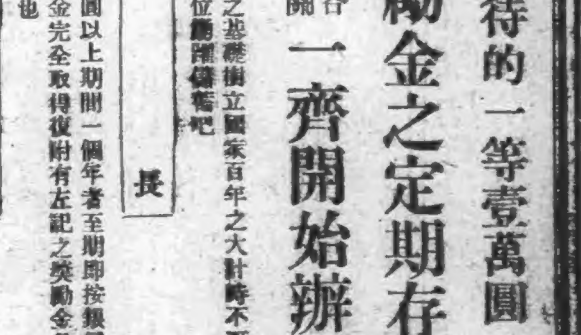 待的一等壹萬圓
勵金之定期存
一齊開始辦
之基礎樹立國家百年之大計時不
位踴躍儲蓄吧
長
圓以上期間一個年者至期即按
金完全取得復附有左記之獎勵金
也